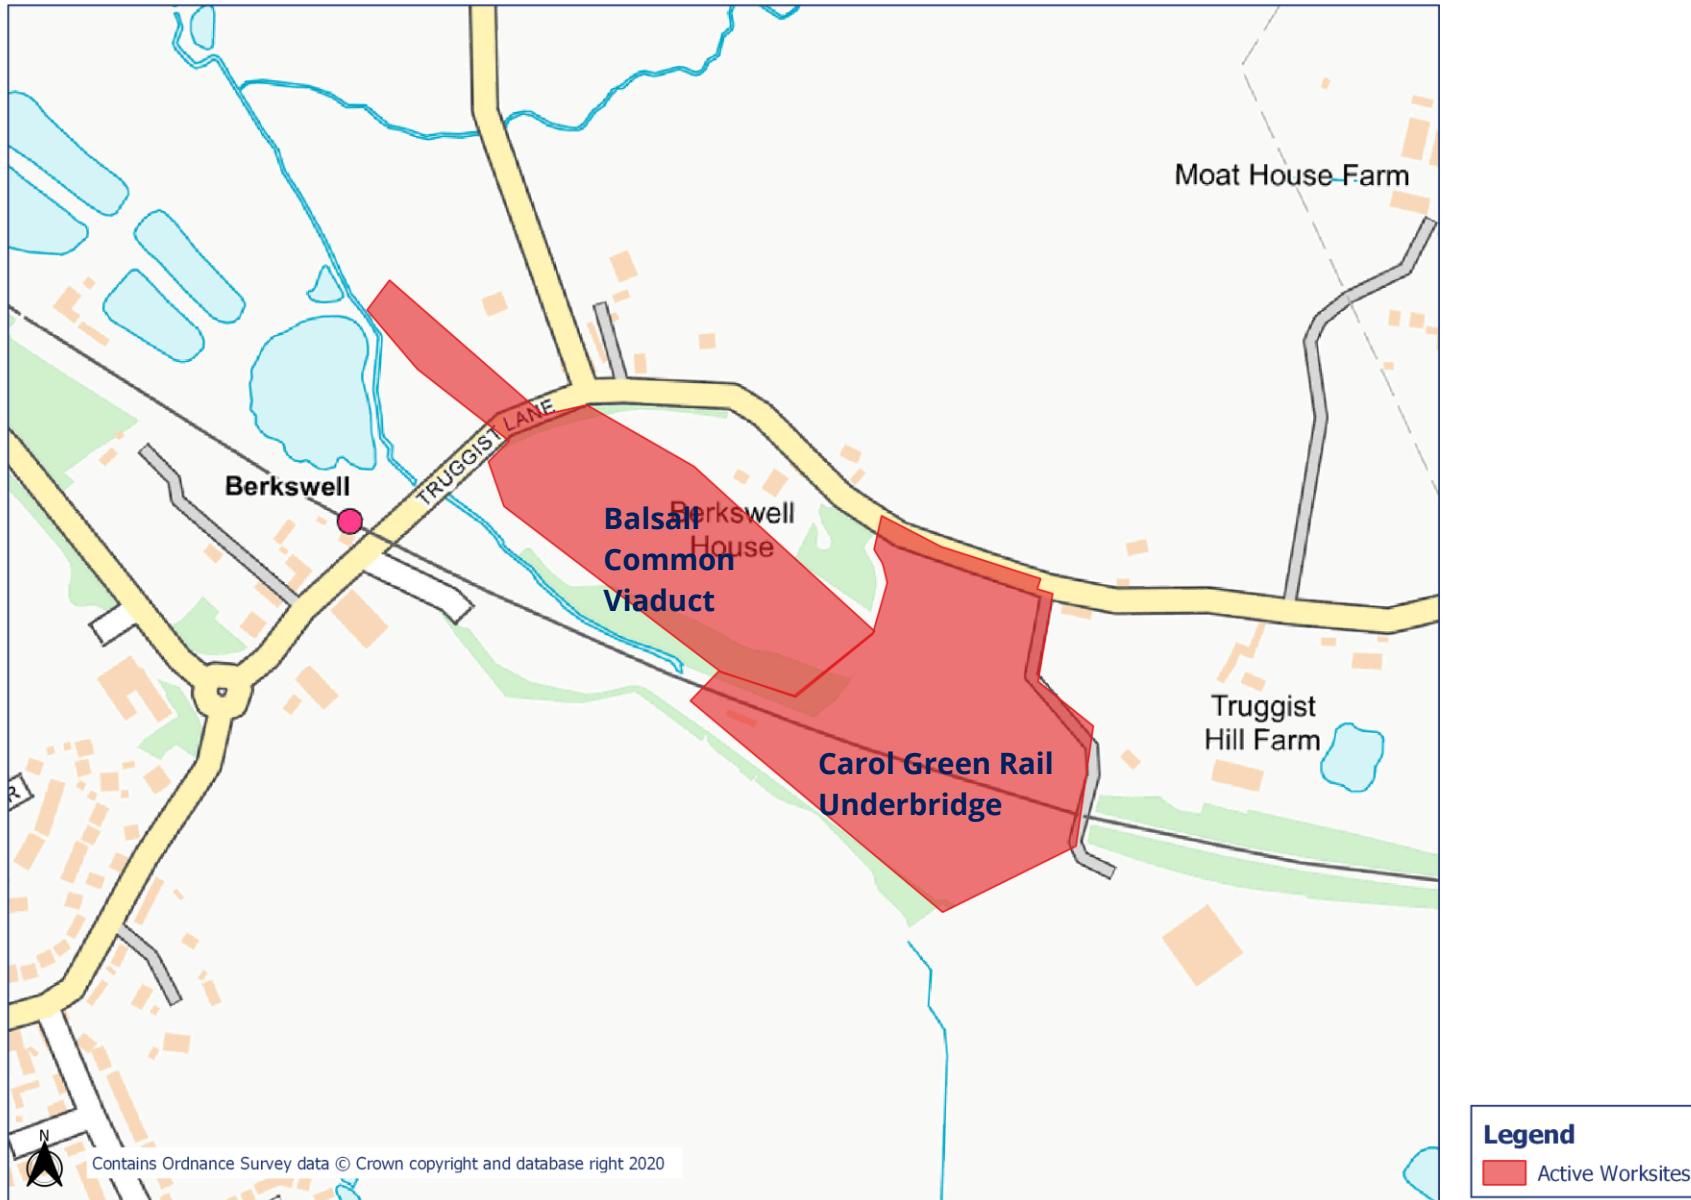 Moat House Farm
TRUGGIST LANE
Berkswell
Berkswell
House
Balsall
Common
Viaduct
Truggist
Hill Farm
Carol Green Rail
Underbridge
R
N
Contains Ordnance Survey data © Crown copyright and database right 2020
Legend
Active Worksites